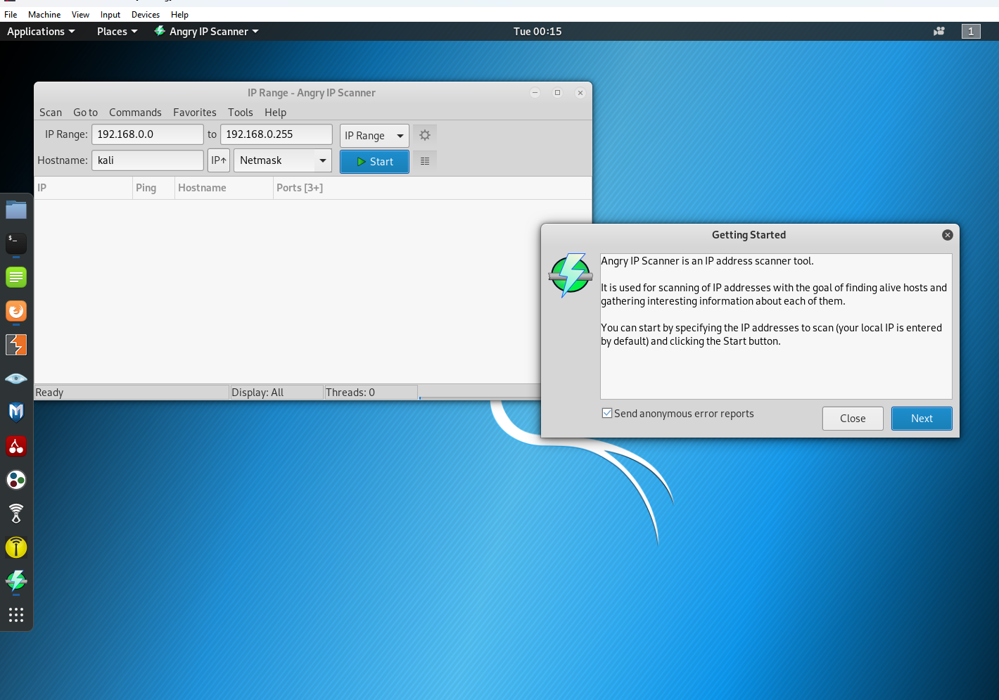 File Machine View Input Devices Help
Applications Places Angry IP Scanner Tue 00:15 1
IP Range - Angry IP Scanner
Scan Go to Commands Favorites Tools Help
IP Range: 192.168.0.0 to 192.168.0.255 IP Range
Hostname: kali IP↑ Netmask Start
IP Ping Hostname Ports [3+]
$_
Ready Display: All Threads: 0
Getting Started
Angry IP Scanner is an IP address scanner tool.
It is used for scanning of IP addresses with the goal of finding alive hosts and
gathering interesting information about each of them.
You can start by specifying the IP addresses to scan (your local IP is entered
by default) and clicking the Start button.
Send anonymous error reports Close Next